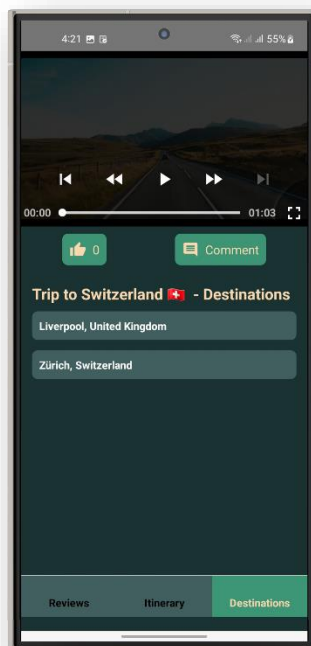 4:21 55%
00:00 01:03
0 Comment
Trip to Switzerland 🇨🇭 - Destinations
Liverpool, United Kingdom
Zürich, Switzerland
Reviews Itinerary Destinations